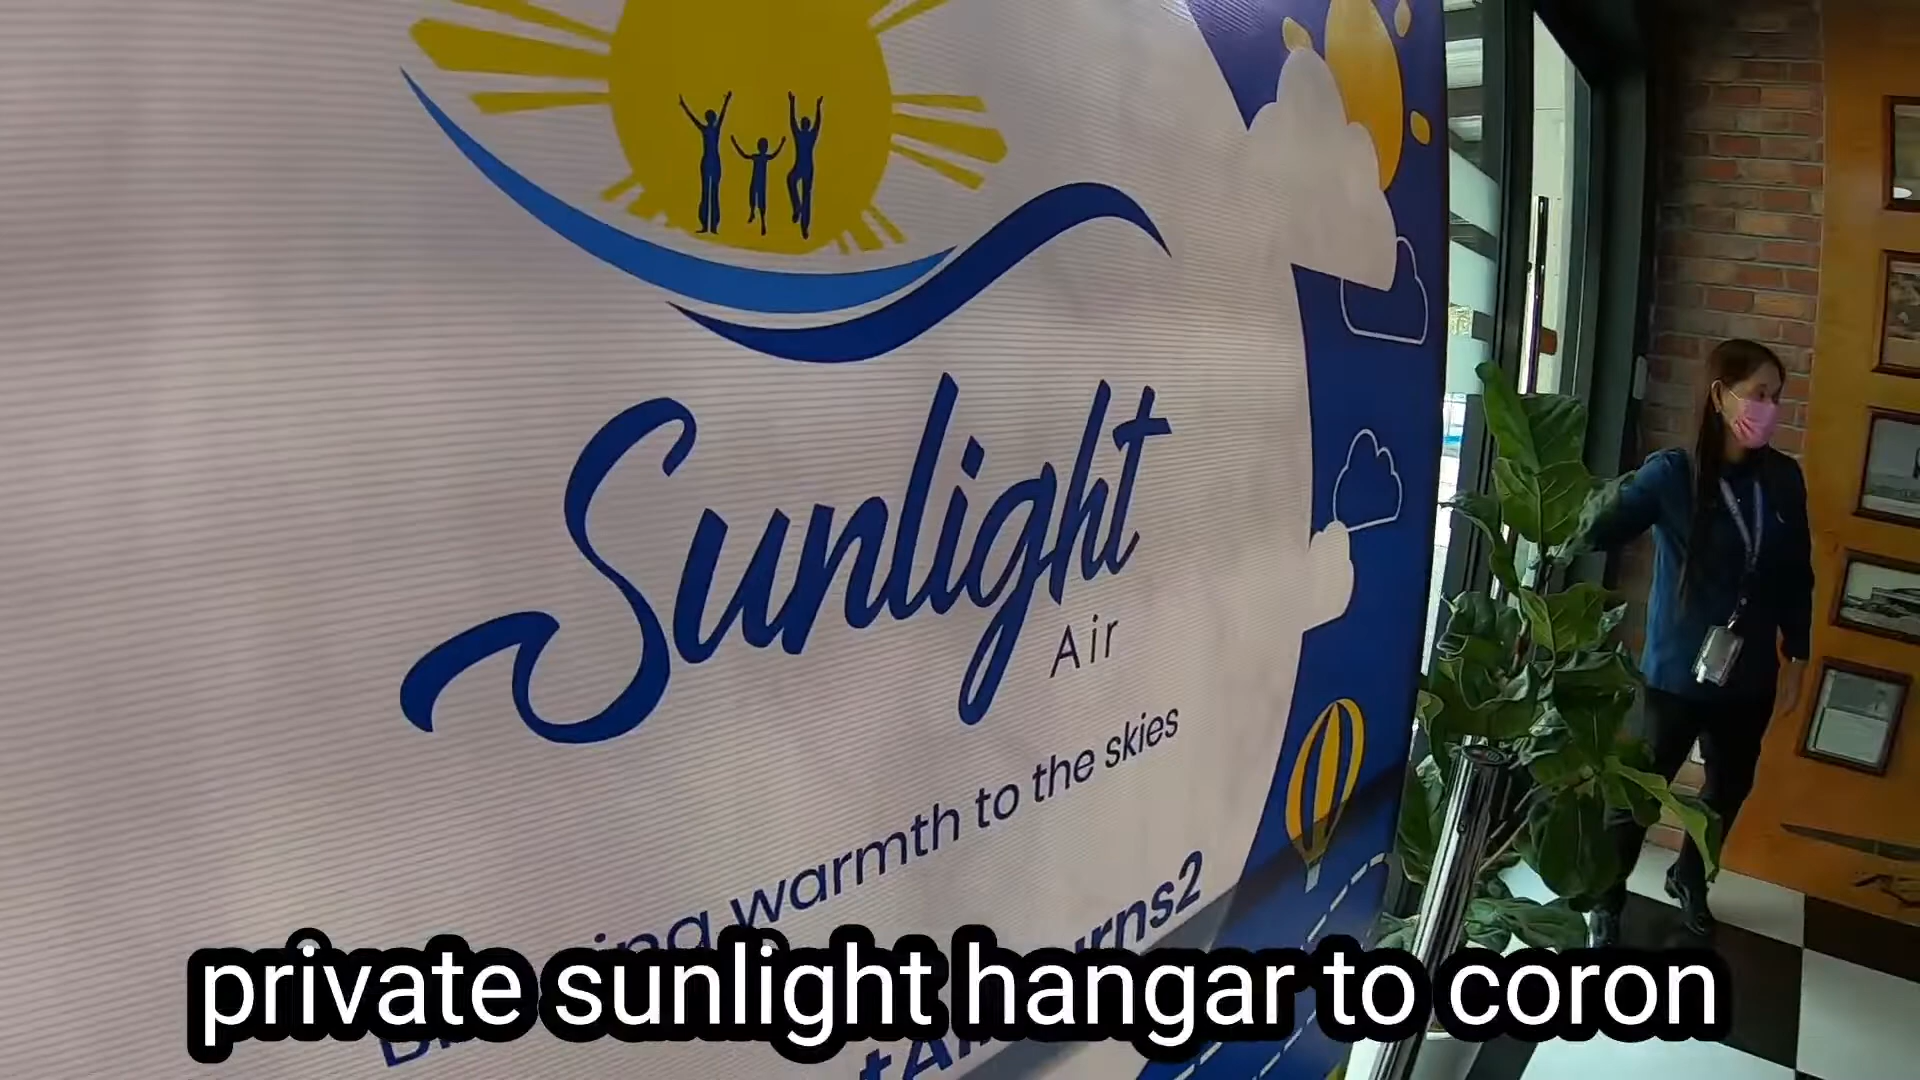 Sunlight
Air
warmth to the skies
private sunlight hangar to coron